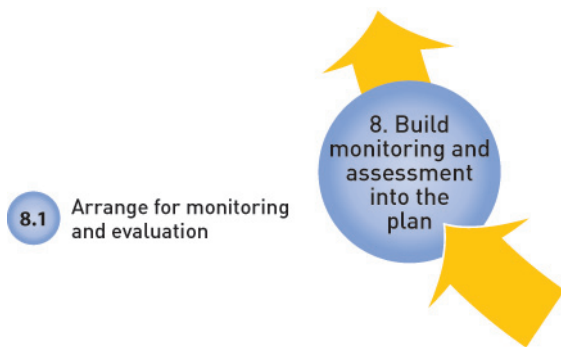 8. Build
monitoring and
assessment
into the
plan
8.1
Arrange for monitoring
and evaluation